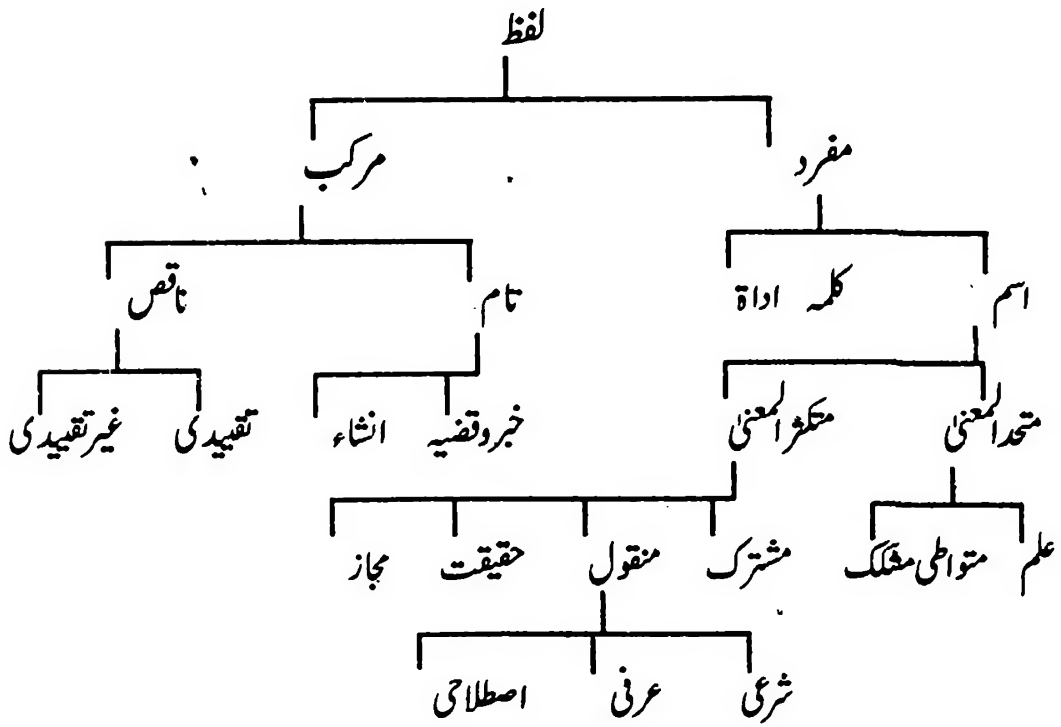 لفظ
مفرد مرکب
اسم کلمہ اداۃ تام ناقص
متحد المعنیٰ متکثر المعنیٰ خبر وقضیہ انشاء تقییدی غیر تقییدی
علم متواطی مشکک مشترک منقول حقیقت مجاز
شرعی عرفی اصطلاحی